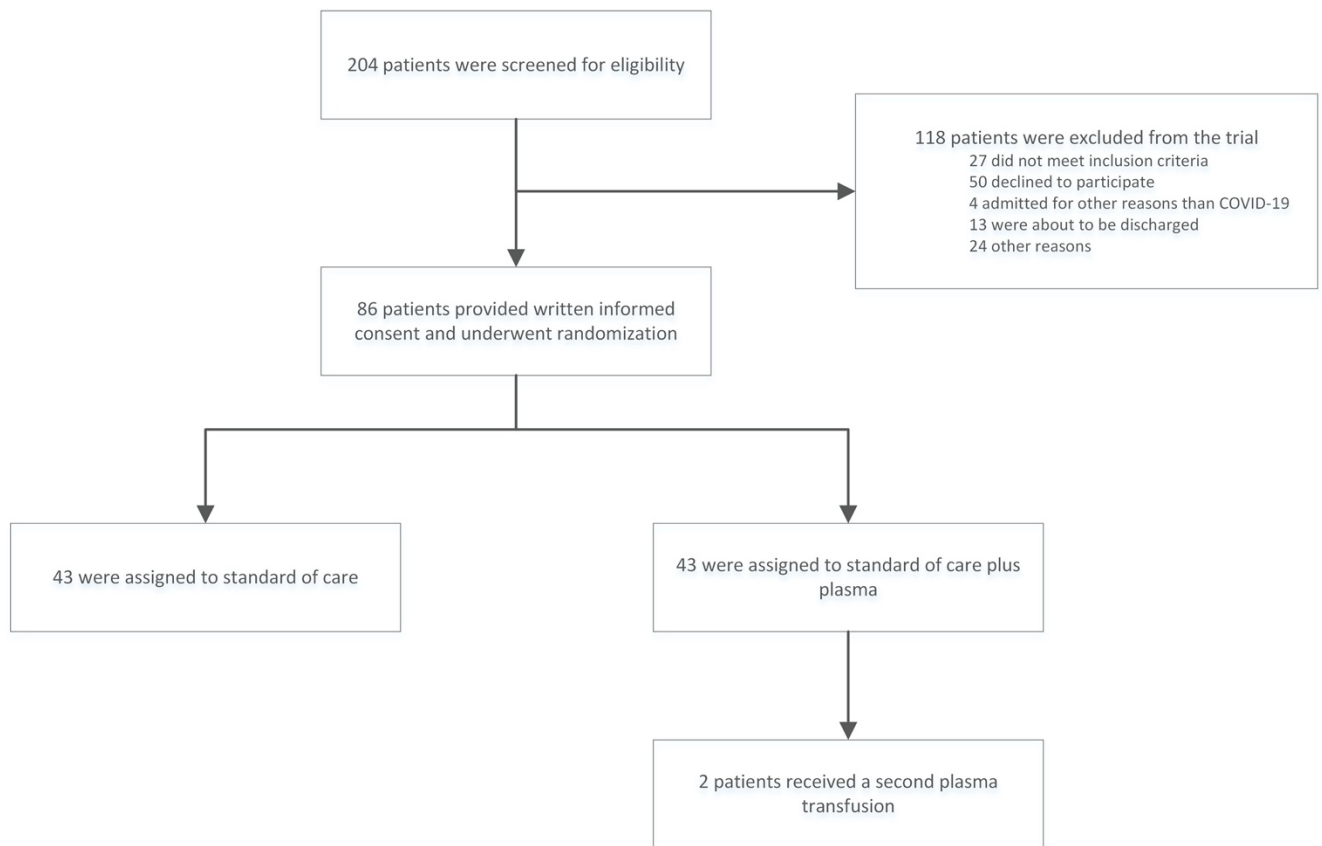 204 patients were screened for eligibility
118 patients were excluded from the trial
27 did not meet inclusion criteria
50 declined to participate
4 admitted for other reasons than COVID-19
13 were about to be discharged
24 other reasons
86 patients provided written informed
consent and underwent randomization
43 were assigned to standard of care
43 were assigned to standard of care plus
plasma
2 patients received a second plasma
transfusion